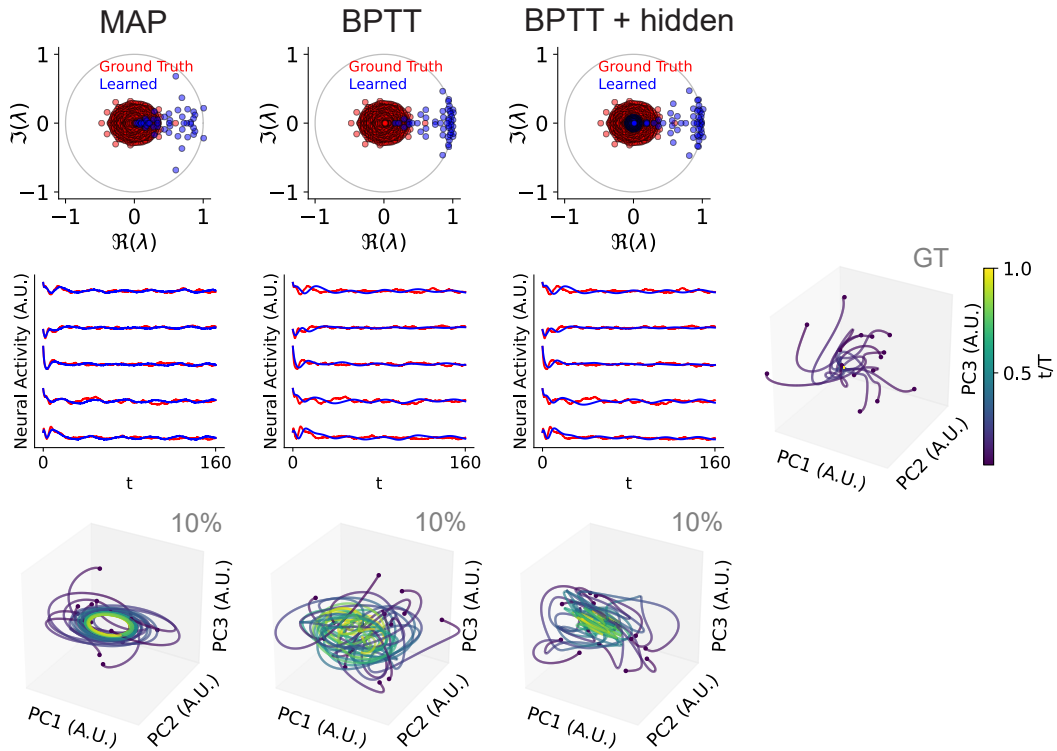 MAP
BPTT
BPTT + hidden
1
0
−1
ℑ(λ)
Ground Truth
Learned
−1
0
1
ℜ(λ)
1
0
−1
ℑ(λ)
Ground Truth
Learned
−1
0
1
ℜ(λ)
1
0
−1
ℑ(λ)
Ground Truth
Learned
−1
0
1
ℜ(λ)
Neural Activity (A.U.)
0
160
t
Neural Activity (A.U.)
0
160
t
Neural Activity (A.U.)
0
160
t
GT
PC1 (A.U.)
PC2 (A.U.)
PC3 (A.U.)
1.0
0.5
t/T
10%
PC1 (A.U.)
PC2 (A.U.)
PC3 (A.U.)
10%
PC1 (A.U.)
PC2 (A.U.)
PC3 (A.U.)
10%
PC1 (A.U.)
PC2 (A.U.)
PC3 (A.U.)